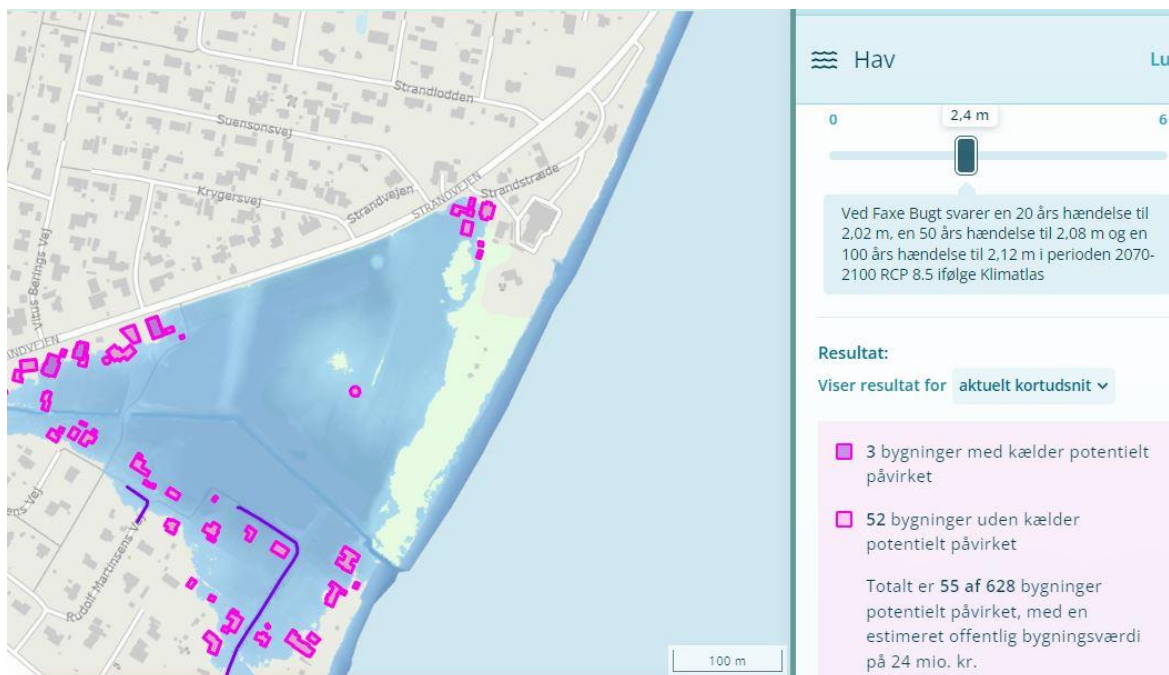 Strandlodden
Suensonsvej
Krygersvej
Strandvejen
STRANDVEJEN
Strandstræde
Vitus Berings Vej
NDVEJEN
ens Vej
Rudolf Martinsens Vej
100 m
Hav
Lu
0
2,4 m
6
Ved Faxe Bugt svarer en 20 års hændelse til
2,02 m, en 50 års hændelse til 2,08 m og en
100 års hændelse til 2,12 m i perioden 2070-
2100 RCP 8.5 ifølge Klimatlas
Resultat:
Viser resultat for aktuelt kortudsnit
3 bygninger med kælder potentielt
påvirket
52 bygninger uden kælder
potentielt påvirket
Totalt er 55 af 628 bygninger
potentielt påvirket, med en
estimeret offentlig bygningsværdi
på 24 mio. kr.